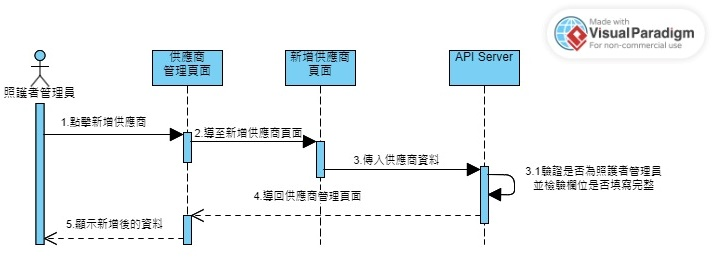 Made with
Visual Paradigm
For non-commercial use
供應商
管理頁面
新增供應商
頁面
API Server
照護者管理員
1.點擊新增供應商
2.導至新增供應商頁面
3.傳入供應商資料
3.1驗證是否為照護者管理員
並檢驗欄位是否填寫完整
4.導回供應商管理頁面
5.顯示新增後的資料